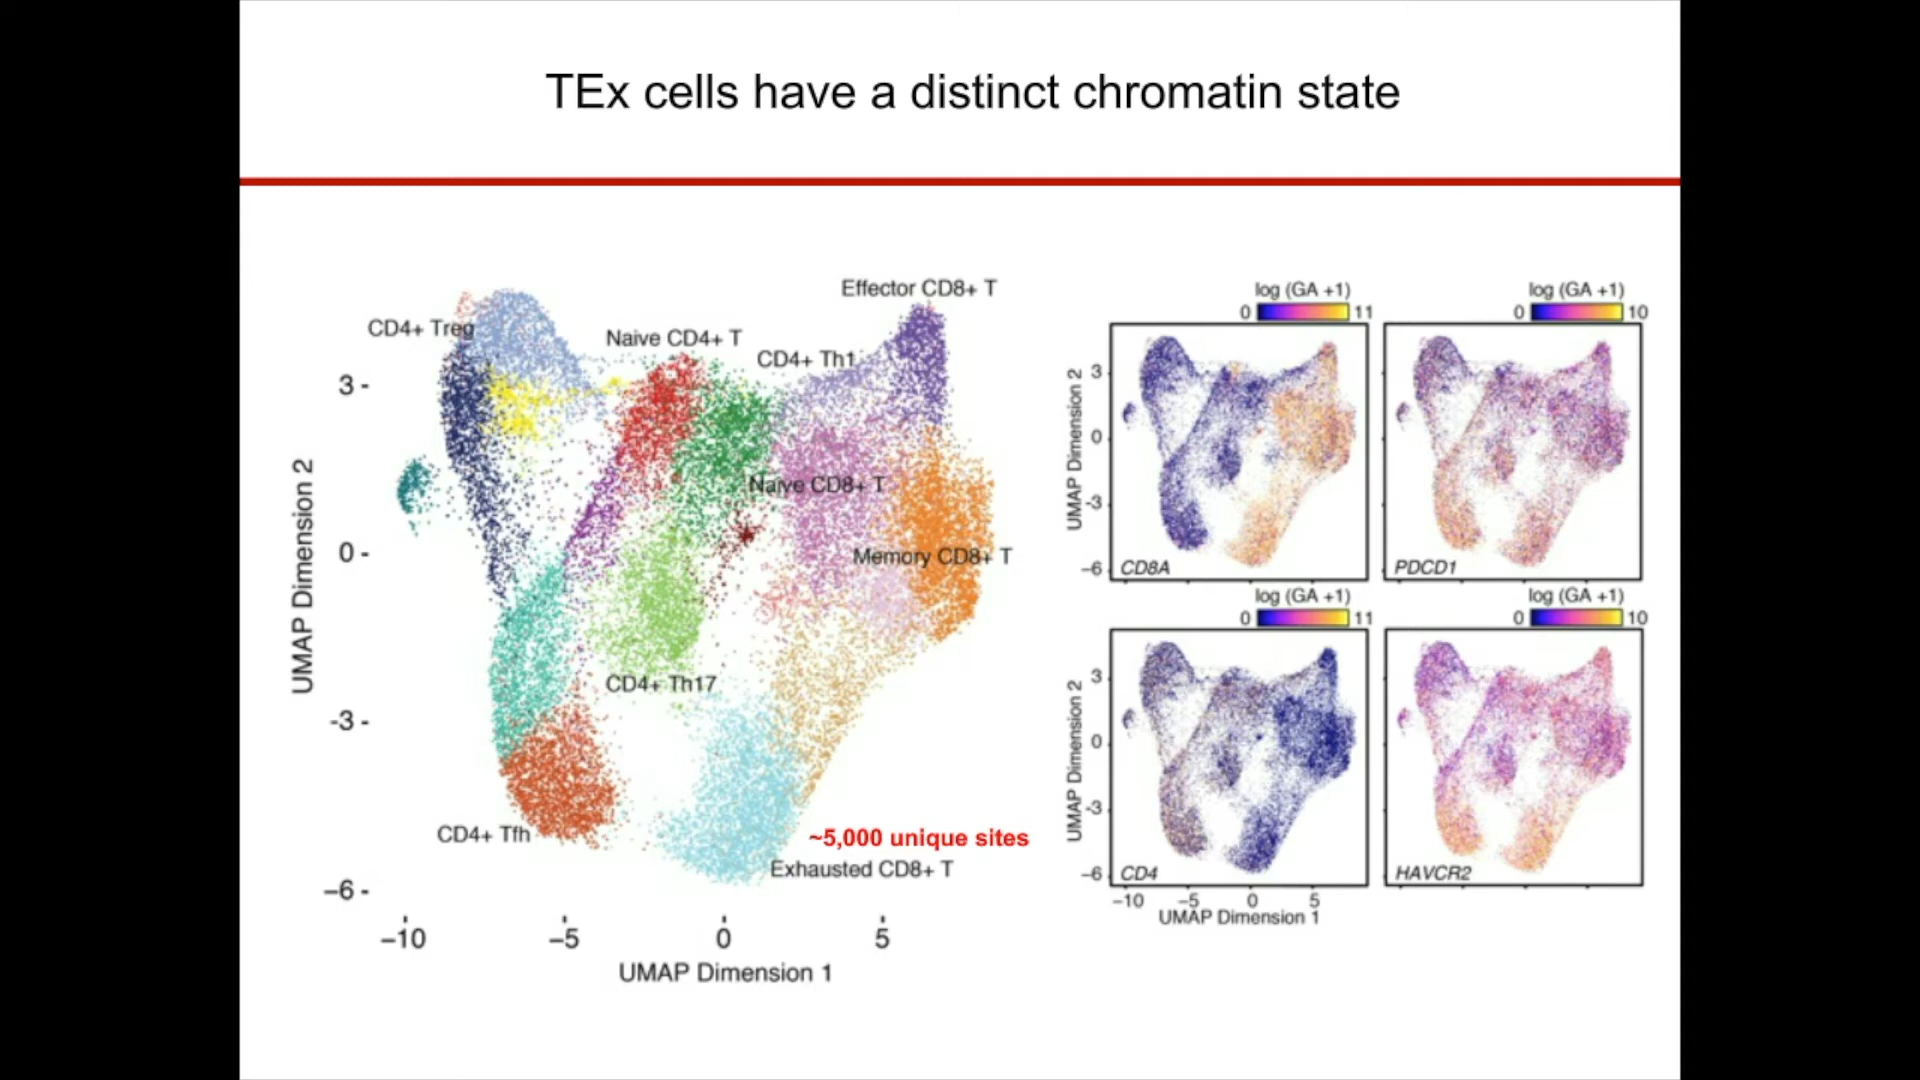 TEx cells have a distinct chromatin state
Effector CD8+ T
CD4+ Treg
Naive CD4+ T
CD4+ Th1
Naive CD8+ T
Memory CD8+ T
CD4+ Th17
CD4+ Tfh
~5,000 unique sites
Exhausted CD8+ T
UMAP Dimension 2
3
0
-3
−6
−10
−5
0
5
UMAP Dimension 1
log (GA +1)
0 11
log (GA +1)
0 10
UMAP Dimension 2
3
0
-3
−6
CD8A
PDCD1
log (GA +1)
0 11
log (GA +1)
0 10
UMAP Dimension 2
3
0
-3
−6
CD4
HAVCR2
−10 −5 0 5
UMAP Dimension 1